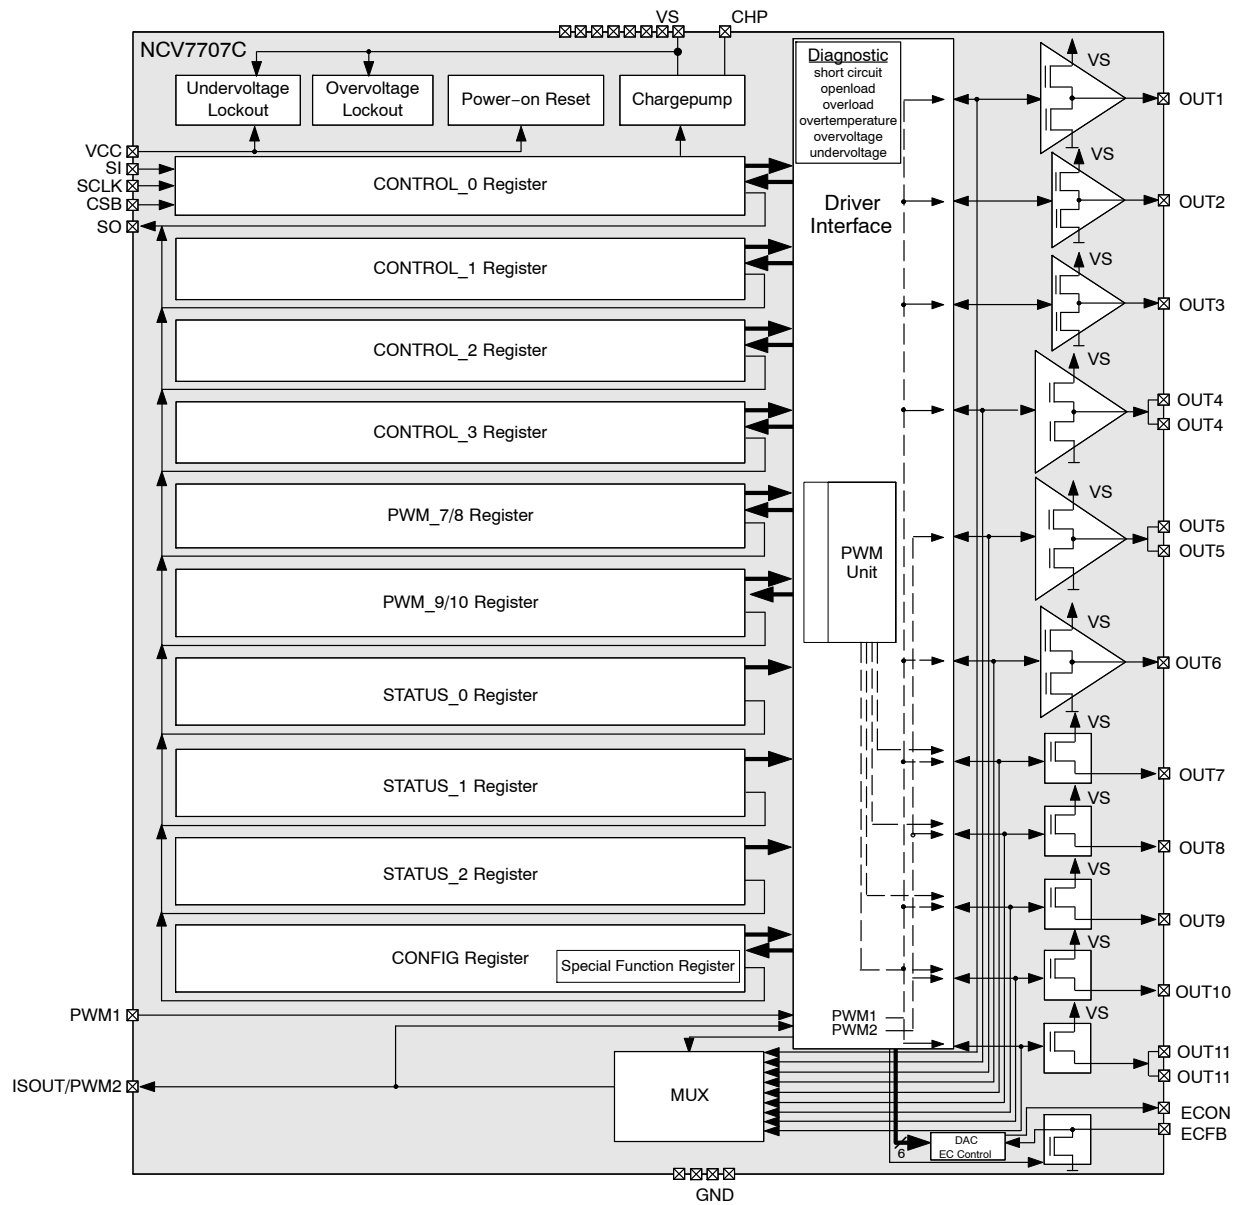 VS
CHP
NCV7707C
Undervoltage
Lockout
Overvoltage
Lockout
Power−on Reset
Chargepump
Diagnostic
short circuit
openload
overload
overtemperature
overvoltage
undervoltage
VS
OUT1
VCC
SI
SCLK
CSB
SO
CONTROL_0 Register
Driver
Interface
VS
OUT2
CONTROL_1 Register
VS
OUT3
CONTROL_2 Register
VS
OUT4
OUT4
CONTROL_3 Register
VS
OUT5
OUT5
PWM_7/8 Register
PWM
Unit
PWM_9/10 Register
VS
OUT6
STATUS_0 Register
VS
OUT7
STATUS_1 Register
VS
OUT8
STATUS_2 Register
VS
OUT9
CONFIG Register
Special Function Register
VS
OUT10
PWM1
PWM1
PWM2
VS
OUT11
OUT11
ISOUT/PWM2
MUX
ECON
ECFB
6
DAC
EC Control
GND